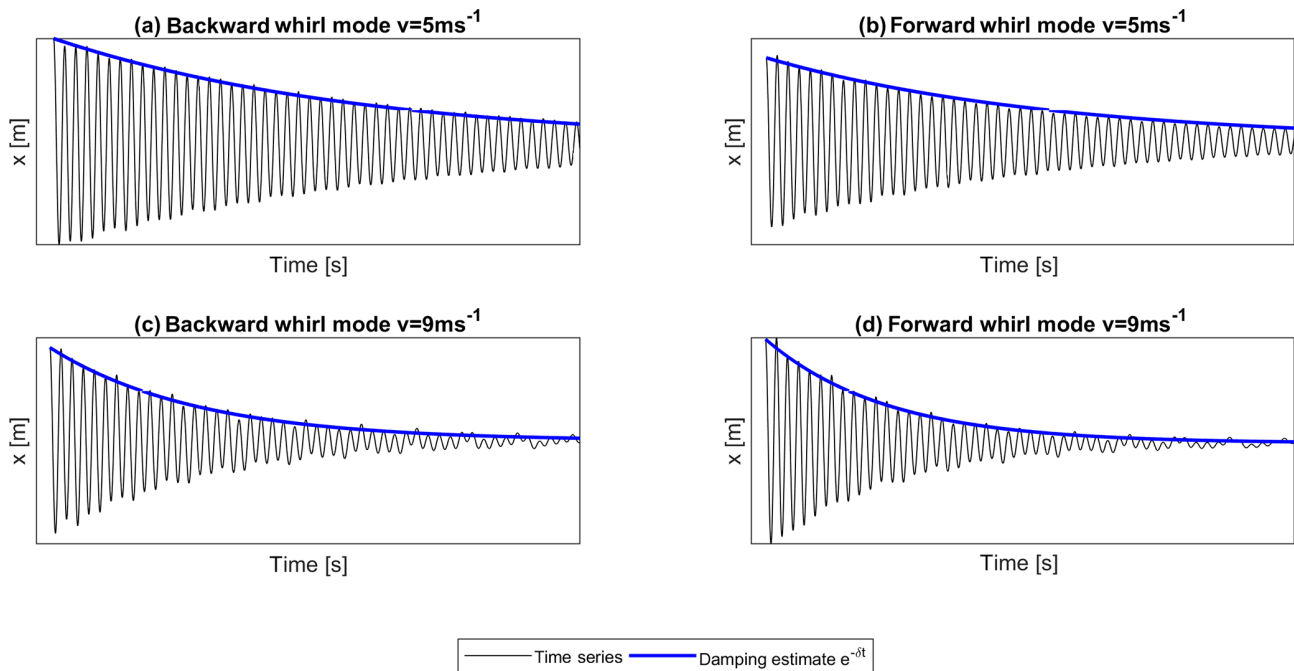 (a) Backward whirl mode v=5ms⁻¹
x [m]
Time [s]
(b) Forward whirl mode v=5ms⁻¹
x [m]
Time [s]
(c) Backward whirl mode v=9ms⁻¹
x [m]
Time [s]
(d) Forward whirl mode v=9ms⁻¹
x [m]
Time [s]
Time series
Damping estimate e^-δt